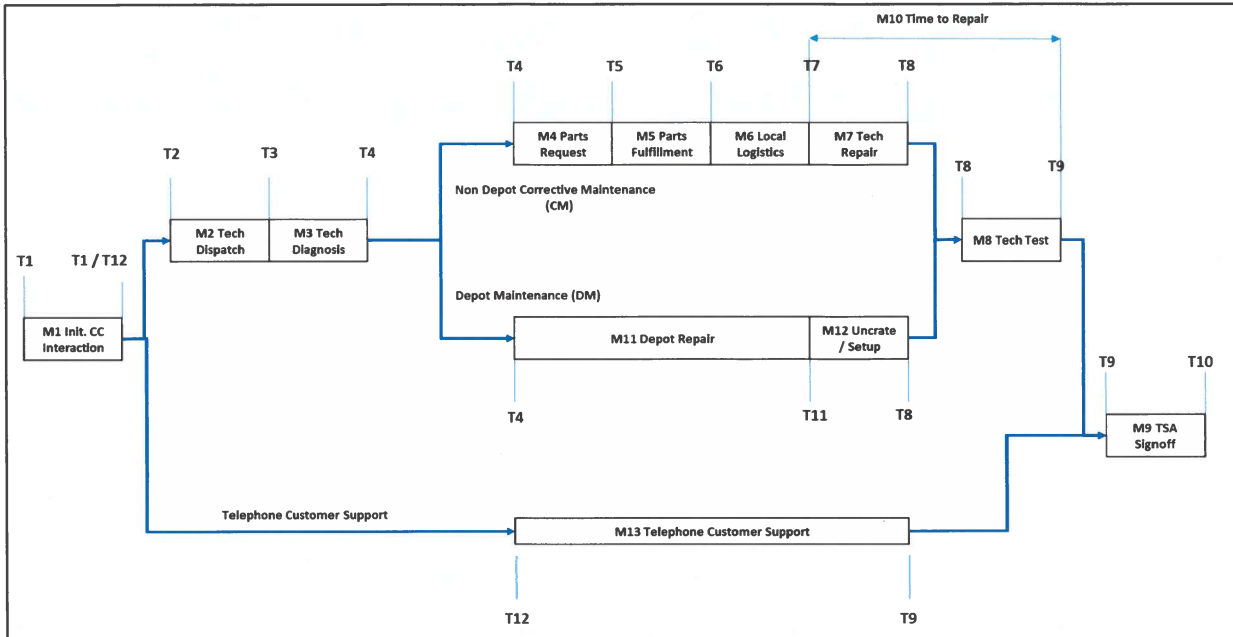 M10 Time to Repair
T4
T5
T6
T7
T8
M4 Parts
Request
M5 Parts
Fulfillment
M6 Local
Logistics
M7 Tech
Repair
T2
T3
T4
T8
T9
Non Depot Corrective Maintenance
(CM)
M2 Tech
Dispatch
M3 Tech
Diagnosis
M8 Tech Test
T1
T1 / T12
Depot Maintenance (DM)
M1 Init. CC
Interaction
M11 Depot Repair
M12 Uncrate
/ Setup
T9
T10
T4
T11
T8
M9 TSA
Signoff
Telephone Customer Support
M13 Telephone Customer Support
T12
T9